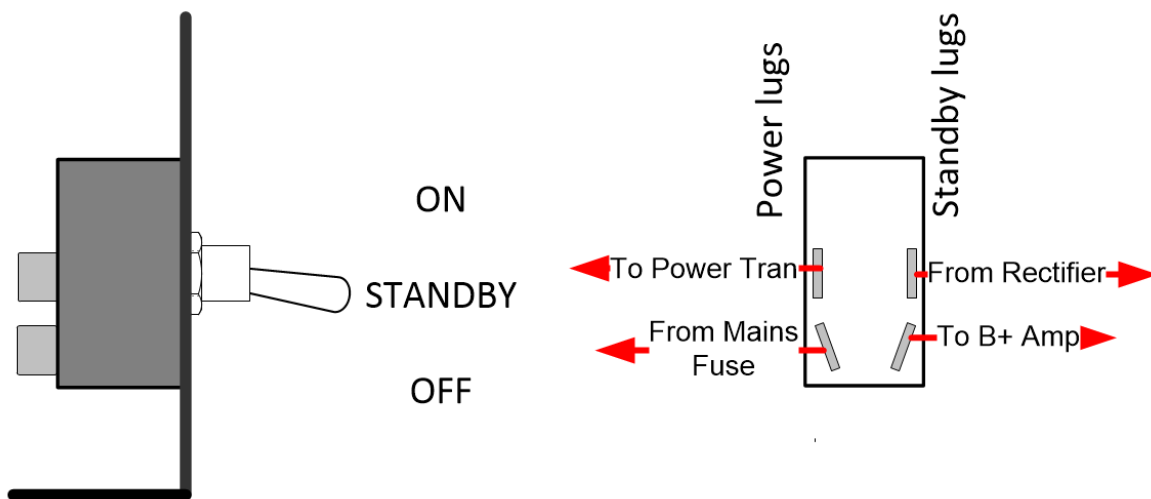 ON
STANDBY
OFF
Power lugs
Standby lugs
To Power Tran
From Rectifier
From Mains
Fuse
To B+ Amp